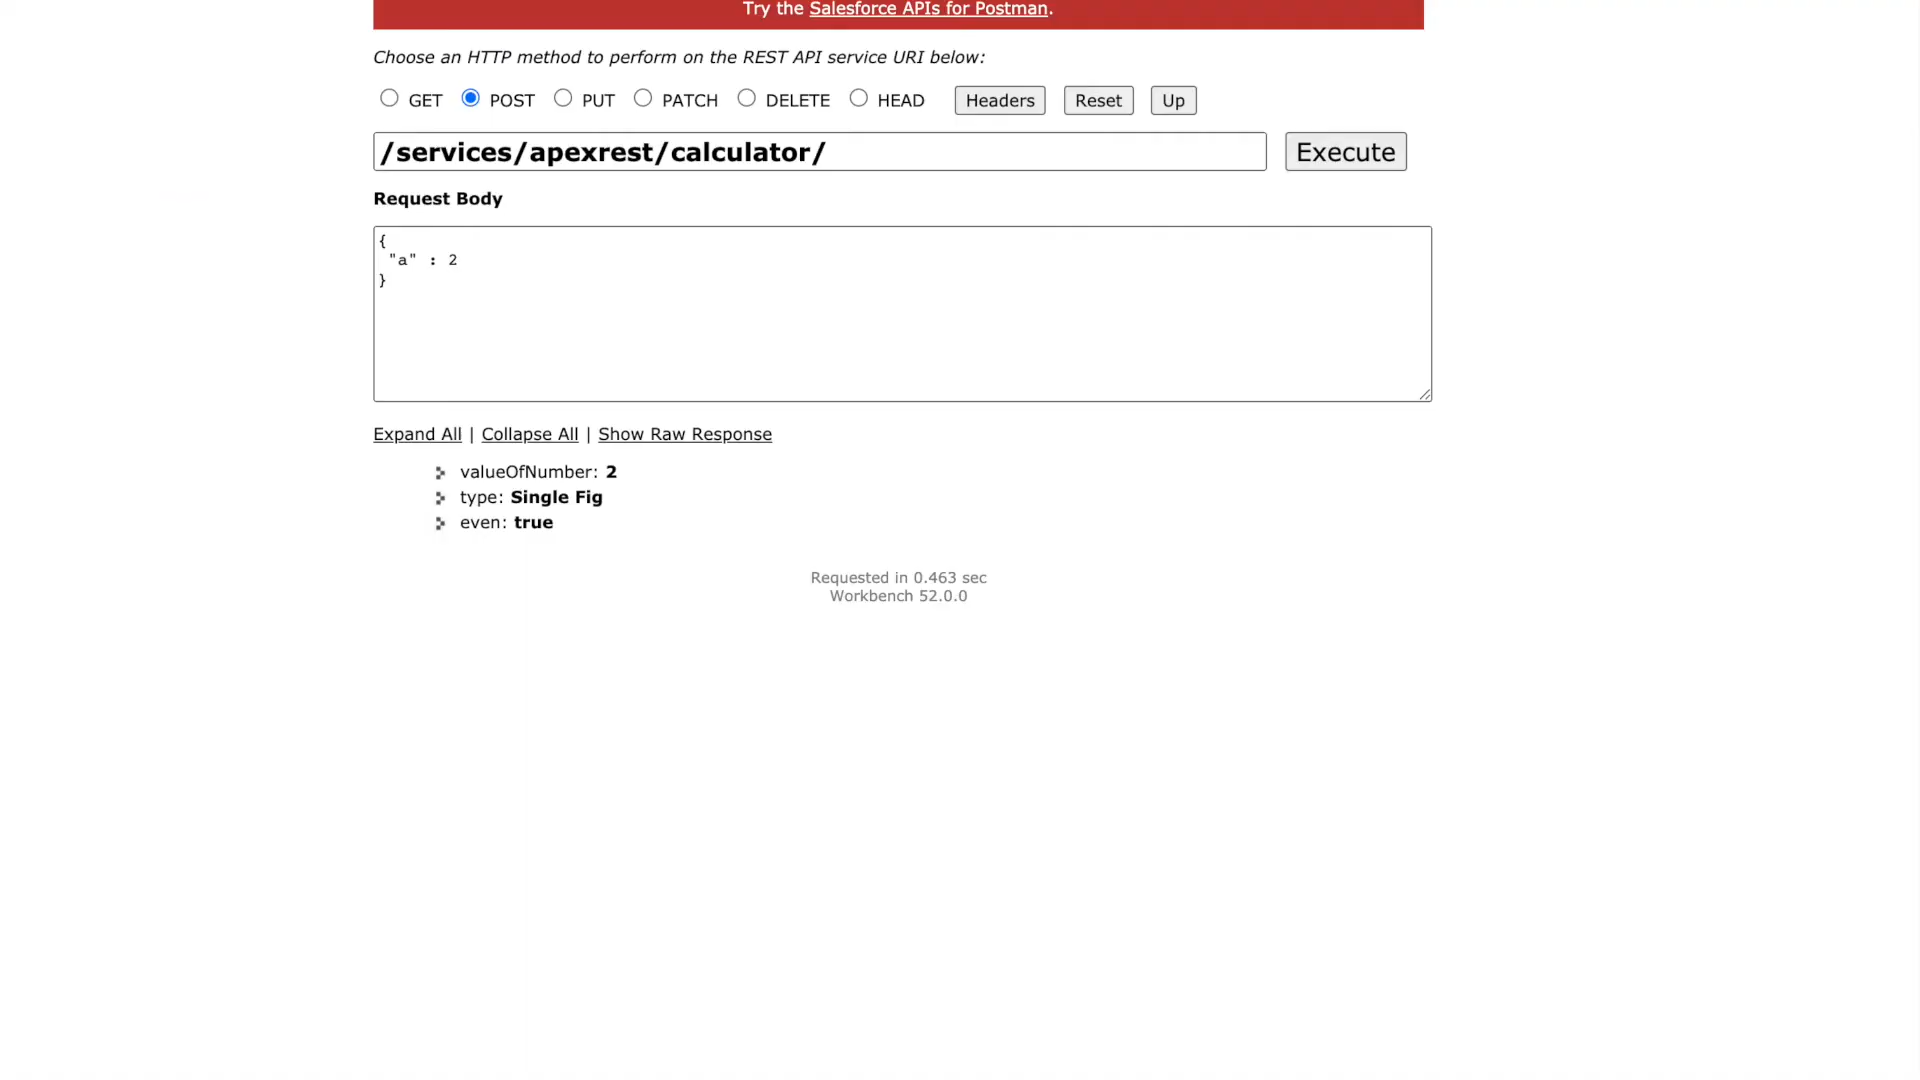 Try the Salesforce APIs for Postman.
Choose an HTTP method to perform on the REST API service URI below:
GET POST PUT PATCH DELETE HEAD Headers Reset Up
/services/apexrest/calculator/ Execute
Request Body
{
"a" : 2
}
Expand All | Collapse All | Show Raw Response
valueOfNumber: 2
type: Single Fig
even: true
Requested in 0.463 sec
Workbench 52.0.0